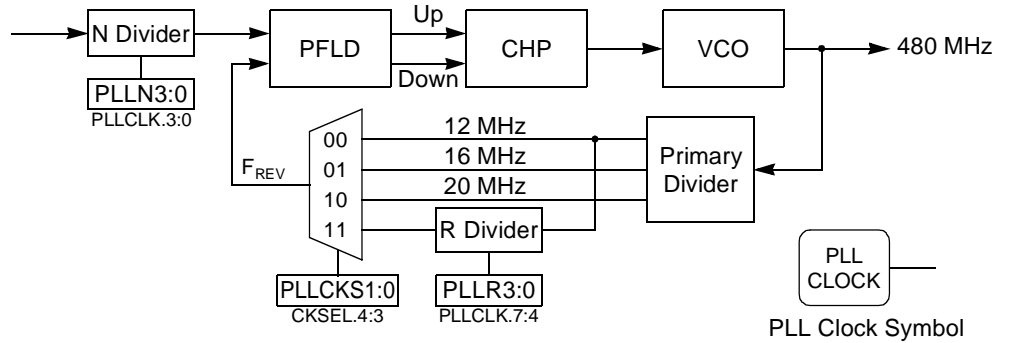 N Divider
PLLN3:0
PLLCLK.3:0
PFLD
Up
Down
CHP
VCO
480 MHz
FREV
00
01
10
11
12 MHz
16 MHz
20 MHz
R Divider
Primary
Divider
PLLCKS1:0
CKSEL.4:3
PLLR3:0
PLLCLK.7:4
PLL
CLOCK
PLL Clock Symbol